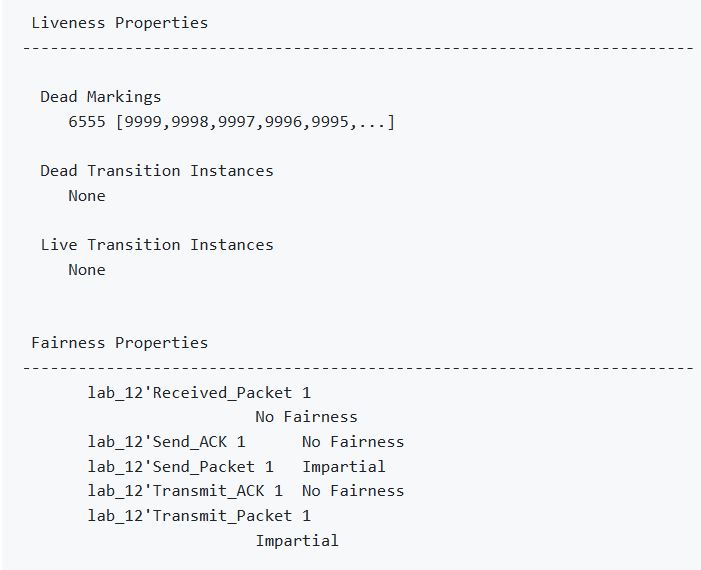 Liveness Properties
------------------------------------------------------------------------
Dead Markings
6555 [9999,9998,9997,9996,9995,...]
Dead Transition Instances
None
Live Transition Instances
None
Fairness Properties
------------------------------------------------------------------------
lab_12'Received_Packet 1
No Fairness
lab_12'Send_ACK 1      No Fairness
lab_12'Send_Packet 1   Impartial
lab_12'Transmit_ACK 1  No Fairness
lab_12'Transmit_Packet 1
Impartial